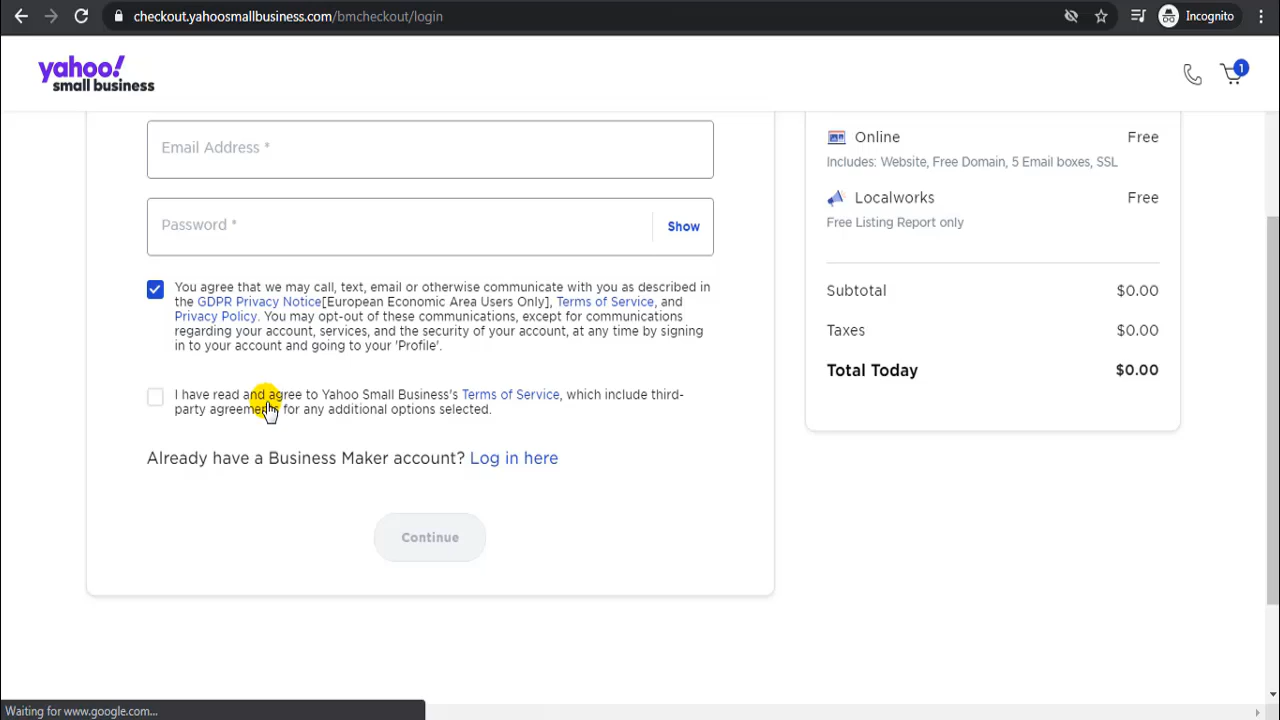 checkout.yahoosmallbusiness.com/bmcheckout/login
Incognito
yahoo!
small business
1
Email Address *
Password *
Show
You agree that we may call, text, email or otherwise communicate with you as described in
the GDPR Privacy Notice[European Economic Area Users Only], Terms of Service, and
Privacy Policy. You may opt-out of these communications, except for communications
regarding your account, services, and the security of your account, at any time by signing
in to your account and going to your 'Profile'.
I have read and agree to Yahoo Small Business's Terms of Service, which include third-
party agreements for any additional options selected.
Already have a Business Maker account? Log in here
Continue
Online Free
Includes: Website, Free Domain, 5 Email boxes, SSL
Localworks Free
Free Listing Report only
Subtotal $0.00
Taxes $0.00
Total Today $0.00
Waiting for www.google.com...